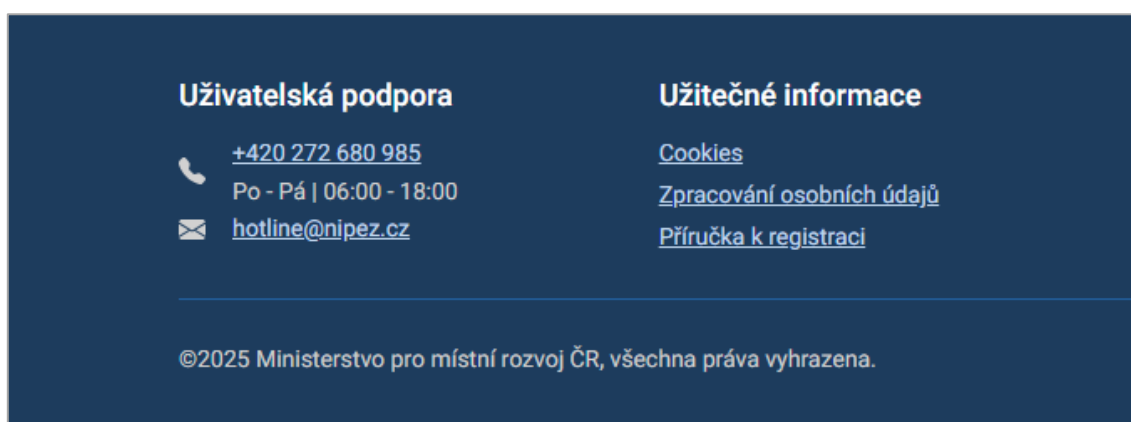 Uživatelská podpora
+420 272 680 985
Po - Pá | 06:00 - 18:00
hotline@nipez.cz
Užitečné informace
Cookies
Zpracování osobních údajů
Příručka k registraci
©2025 Ministerstvo pro místní rozvoj ČR, všechna práva vyhrazena.